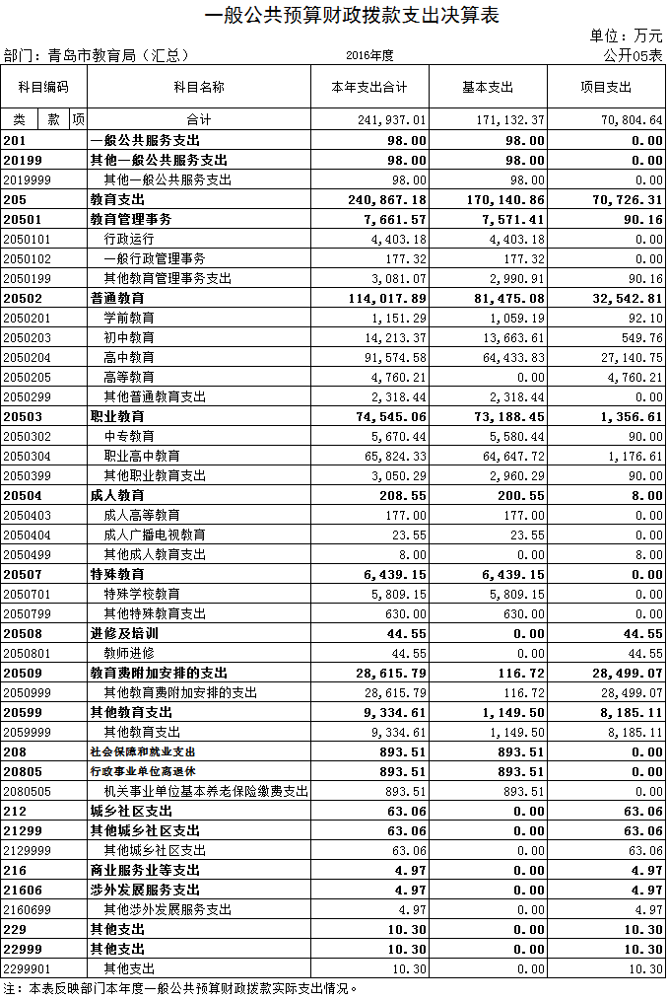 一般公共预算财政拨款支出决算表
单位：万元
部门：青岛市教育局（汇总） 2016年度 公开05表
科目编码 科目名称 本年支出合计 基本支出 项目支出
类 款 项 合计 241,937.01 171,132.37 70,804.64
201 一般公共服务支出 98.00 98.00 0.00
20199 其他一般公共服务支出 98.00 98.00 0.00
2019999 其他一般公共服务支出 98.00 98.00 0.00
205 教育支出 240,867.18 170,140.86 70,726.31
20501 教育管理事务 7,661.57 7,571.41 90.16
2050101 行政运行 4,403.18 4,403.18 0.00
2050102 一般行政管理事务 177.32 177.32 0.00
2050199 其他教育管理事务支出 3,081.07 2,990.91 90.16
20502 普通教育 114,017.89 81,475.08 32,542.81
2050201 学前教育 1,151.29 1,059.19 92.10
2050203 初中教育 14,213.37 13,663.61 549.76
2050204 高中教育 91,574.58 64,433.83 27,140.75
2050205 高等教育 4,760.21 0.00 4,760.21
2050299 其他普通教育支出 2,318.44 2,318.44 0.00
20503 职业教育 74,545.06 73,188.45 1,356.61
2050302 中专教育 5,670.44 5,580.44 90.00
2050304 职业高中教育 65,824.33 64,647.72 1,176.61
2050399 其他职业教育支出 3,050.29 2,960.29 90.00
20504 成人教育 208.55 200.55 8.00
2050403 成人高等教育 177.00 177.00 0.00
2050404 成人广播电视教育 23.55 23.55 0.00
2050499 其他成人教育支出 8.00 0.00 8.00
20507 特殊教育 6,439.15 6,439.15 0.00
2050701 特殊学校教育 5,809.15 5,809.15 0.00
2050799 其他特殊教育支出 630.00 630.00 0.00
20508 进修及培训 44.55 0.00 44.55
2050801 教师进修 44.55 0.00 44.55
20509 教育费附加安排的支出 28,615.79 116.72 28,499.07
2050999 其他教育费附加安排的支出 28,615.79 116.72 28,499.07
20599 其他教育支出 9,334.61 1,149.50 8,185.11
2059999 其他教育支出 9,334.61 1,149.50 8,185.11
208 社会保障和就业支出 893.51 893.51 0.00
20805 行政事业单位离退休 893.51 893.51 0.00
2080505 机关事业单位基本养老保险缴费支出 893.51 893.51 0.00
212 城乡社区支出 63.06 0.00 63.06
21299 其他城乡社区支出 63.06 0.00 63.06
2129999 其他城乡社区支出 63.06 0.00 63.06
216 商业服务业等支出 4.97 0.00 4.97
21606 涉外发展服务支出 4.97 0.00 4.97
2160699 其他涉外发展服务支出 4.97 0.00 4.97
229 其他支出 10.30 0.00 10.30
22999 其他支出 10.30 0.00 10.30
2299901 其他支出 10.30 0.00 10.30
注：本表反映部门本年度一般公共预算财政拨款实际支出情况。